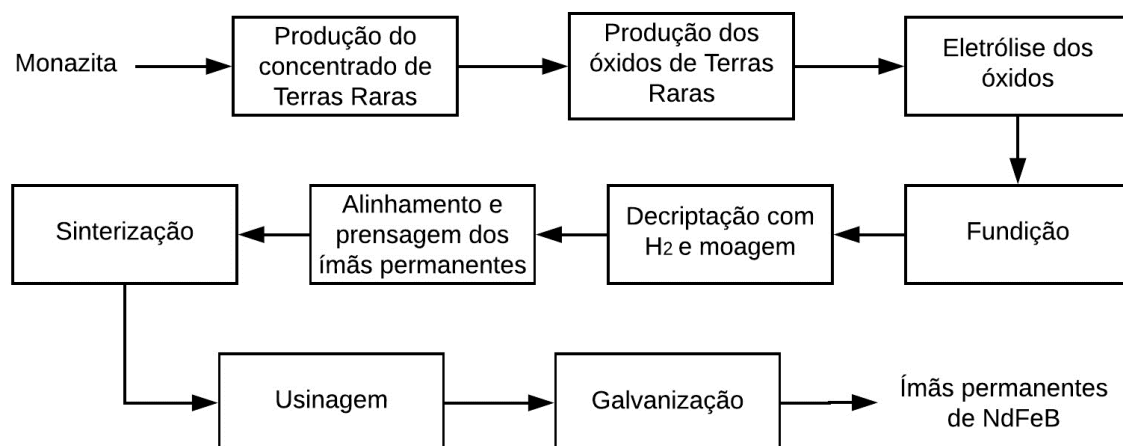 Monazita
Produção do
concentrado de
Terras Raras
Produção dos
óxidos de Terras
Raras
Eletrólise dos
óxidos
Fundição
Decriptação com
H2 e moagem
Alinhamento e
prensagem dos
ímãs permanentes
Sinterização
Usinagem
Galvanização
Ímãs permanentes
de NdFeB